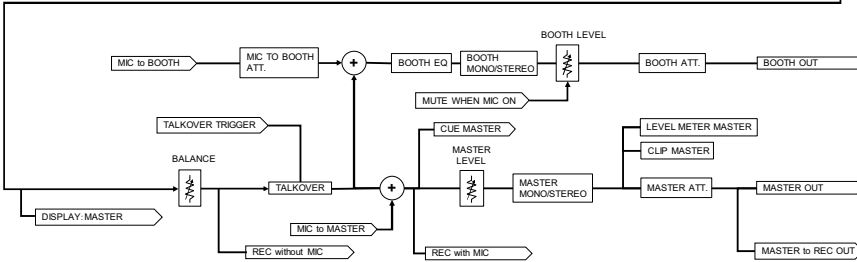 BOOTH LEVEL
MIC to BOOTH
MIC TO BOOTH
ATT.
+
BOOTH EQ
BOOTH
MONO/STEREO
BOOTH ATT.
BOOTH OUT
MUTE WHEN MIC ON
TALKOVER TRIGGER
CUE MASTER
LEVEL METER MASTER
CLIP MASTER
BALANCE
MASTER
LEVEL
TALKOVER
+
MASTER
MONO/STEREO
MASTER ATT.
MASTER OUT
DISPLAY:MASTER
MIC to MASTER
REC without MIC
REC with MIC
MASTER to REC OUT